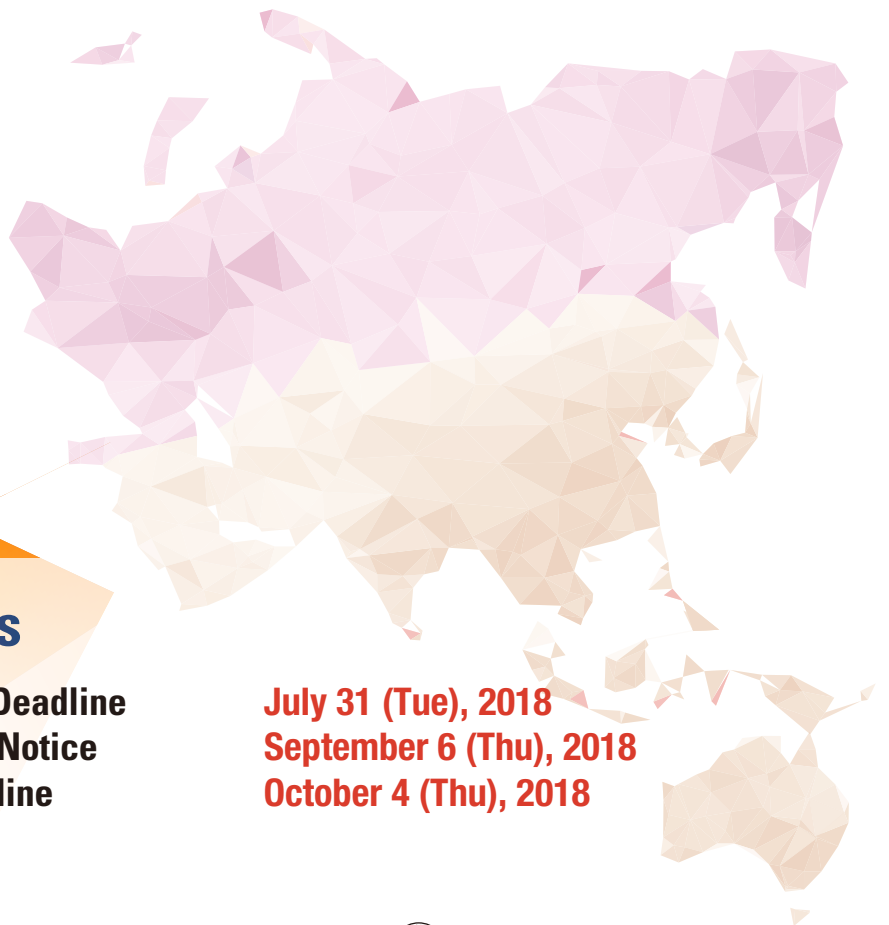 s
Deadline July 31 (Tue), 2018
Notice September 6 (Thu), 2018
line October 4 (Thu), 2018